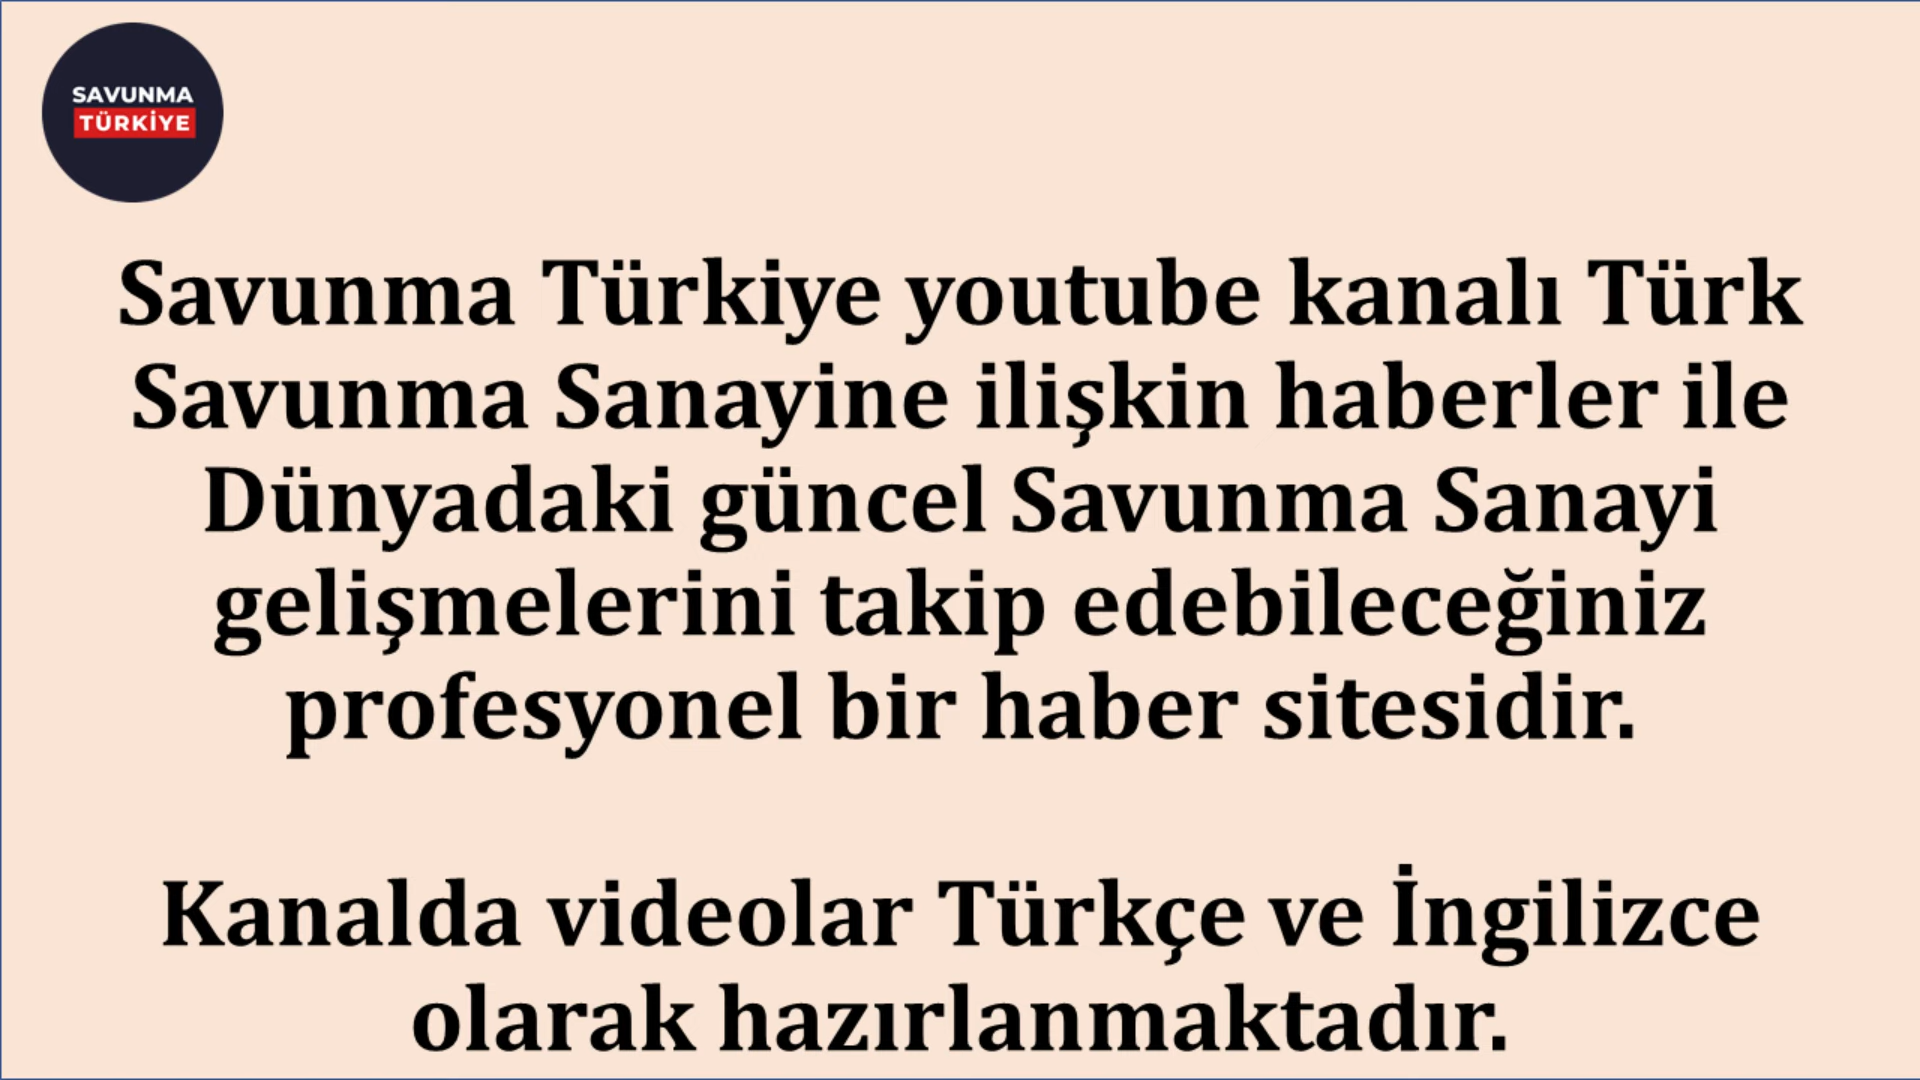 SAVUNMA
TÜRKİYE
Savunma Türkiye youtube kanalı Türk
Savunma Sanayine ilişkin haberler ile
Dünyadaki güncel Savunma Sanayi
gelişmelerini takip edebileceğiniz
profesyonel bir haber sitesidir.
Kanalda videolar Türkçe ve İngilizce
olarak hazırlanmaktadır.